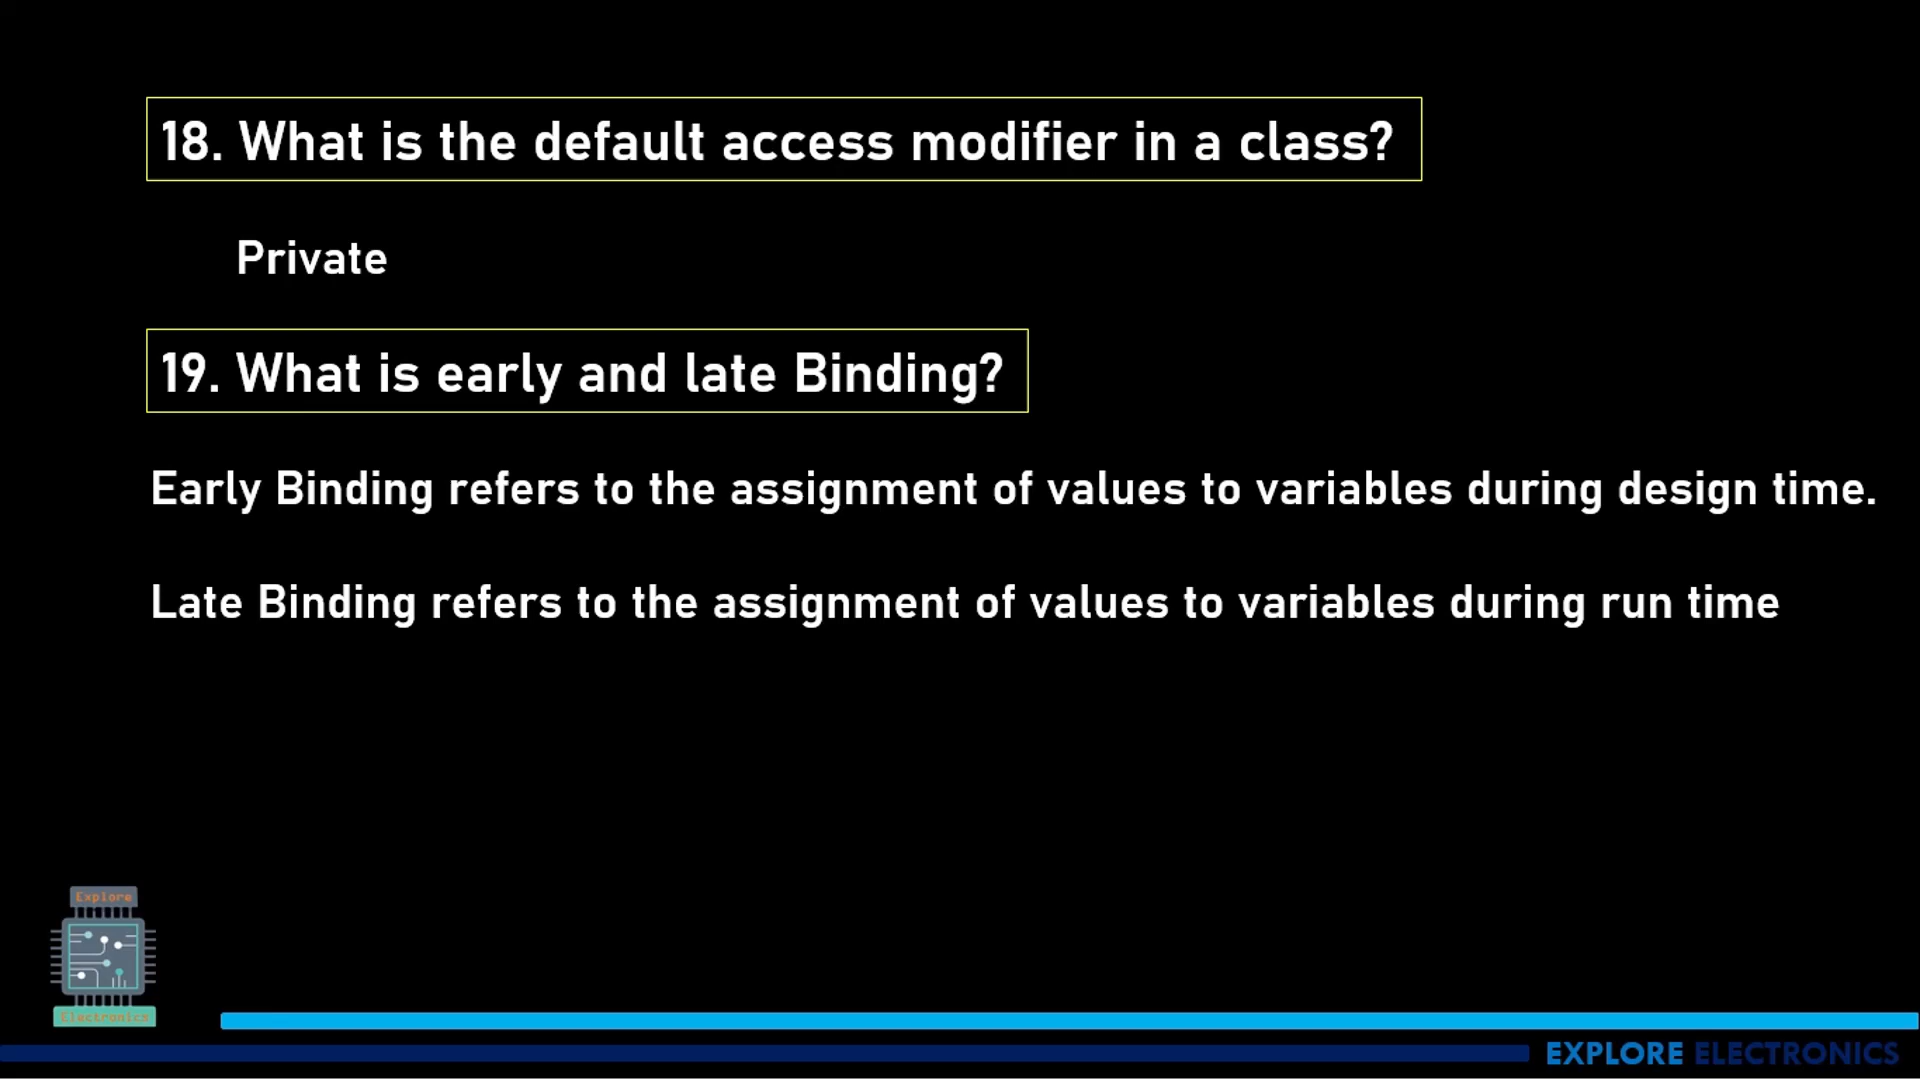 18. What is the default access modifier in a class?
Private
19. What is early and late Binding?
Early Binding refers to the assignment of values to variables during design time.
Late Binding refers to the assignment of values to variables during run time
Explore
Electronics
EXPLORE ELECTRONICS